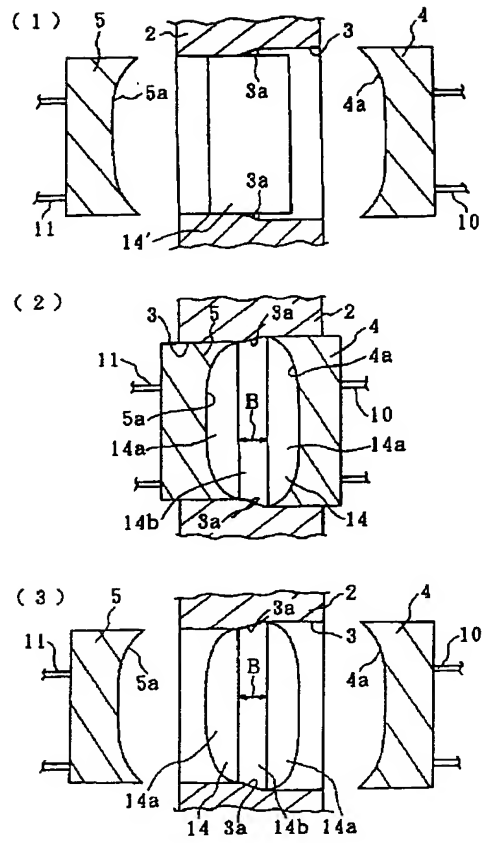 ( 1 )
5 2 3 4
5a 3a 4a
3a
11 14' 10
( 2 )
3 5 3a 2 4
11 4a 10
5a B
14a 14a
14b 3a 14
( 3 )
5 3a 2 4
11 3 10
5a B 4a
14a 14 3a 14b 14a